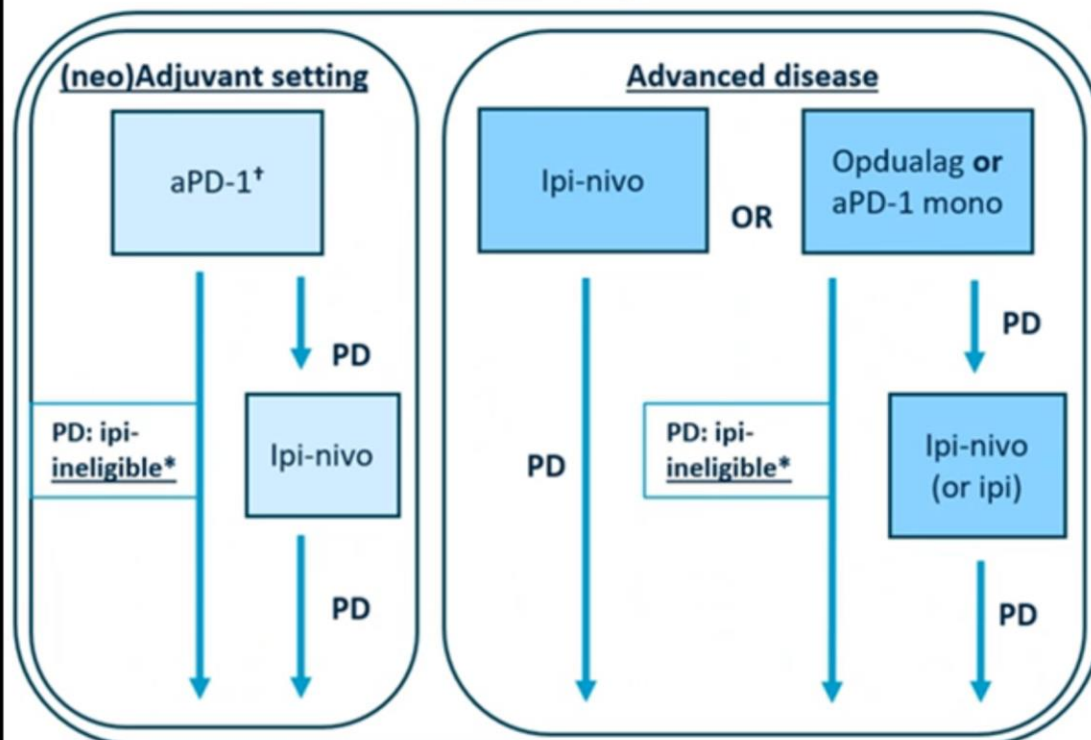 (neo)Adjuvant setting
aPD-1†
PD
PD: ipi-
ineligible*
Ipi-nivo
PD
Advanced disease
Ipi-nivo
OR
Opdualag or
aPD-1 mono
PD
PD
PD: ipi-
ineligible*
Ipi-nivo
(or ipi)
PD